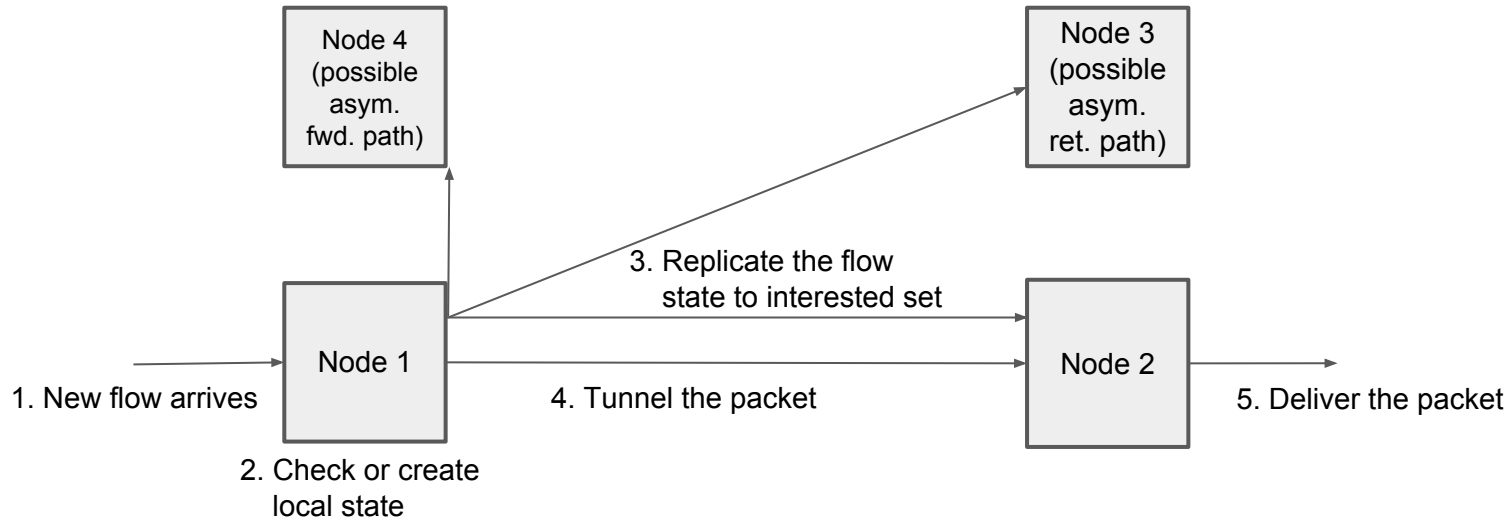 Node 4
(possible
asym.
fwd. path)
Node 3
(possible
asym.
ret. path)
3. Replicate the flow
state to interested set
Node 1
Node 2
1. New flow arrives
4. Tunnel the packet
5. Deliver the packet
2. Check or create
local state